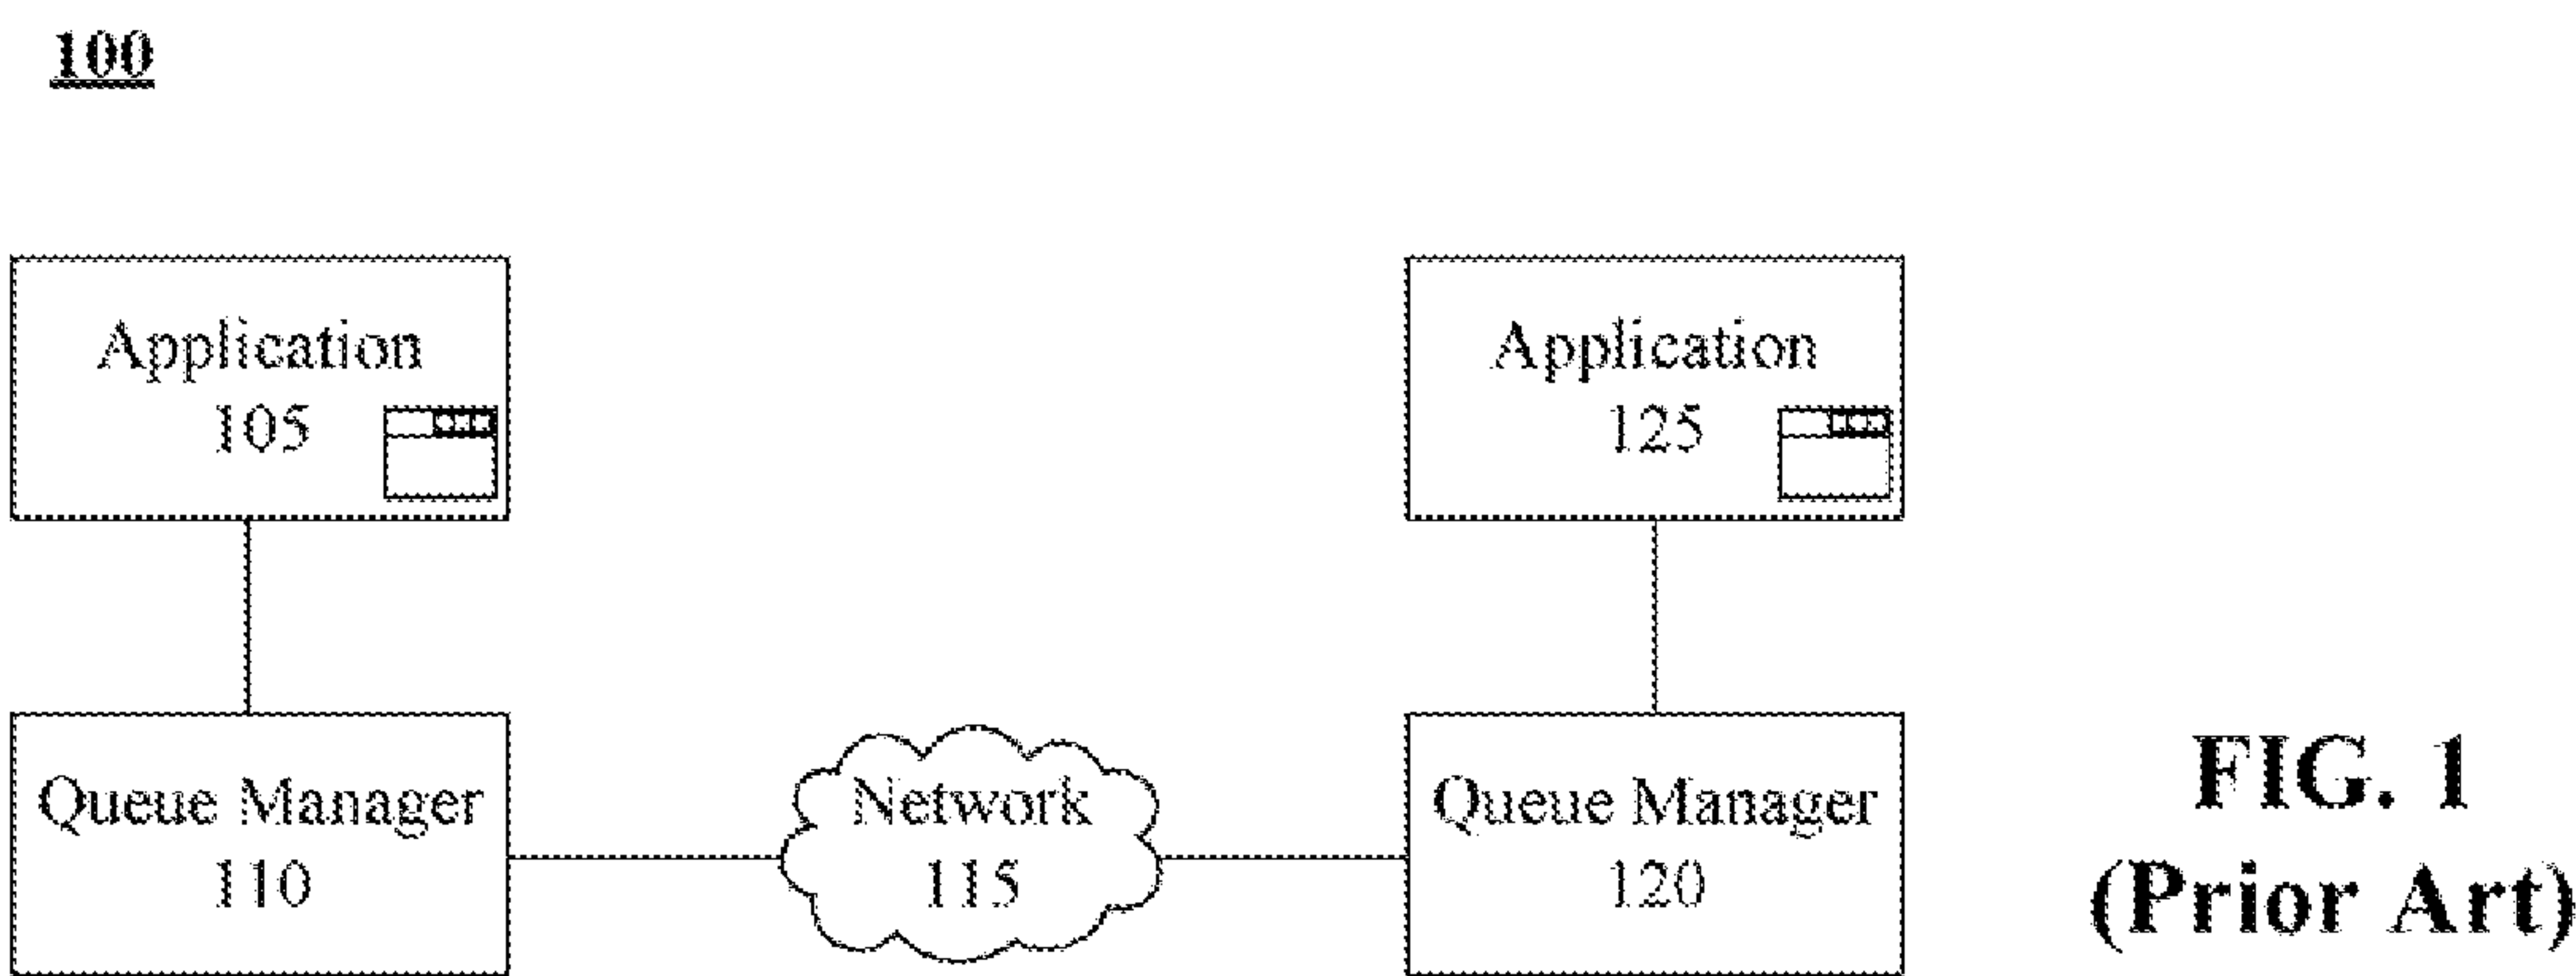 100
Application
105
Application
125
Queue Manager
110
Network
115
Queue Manager
120
FIG. 1
(Prior Art)